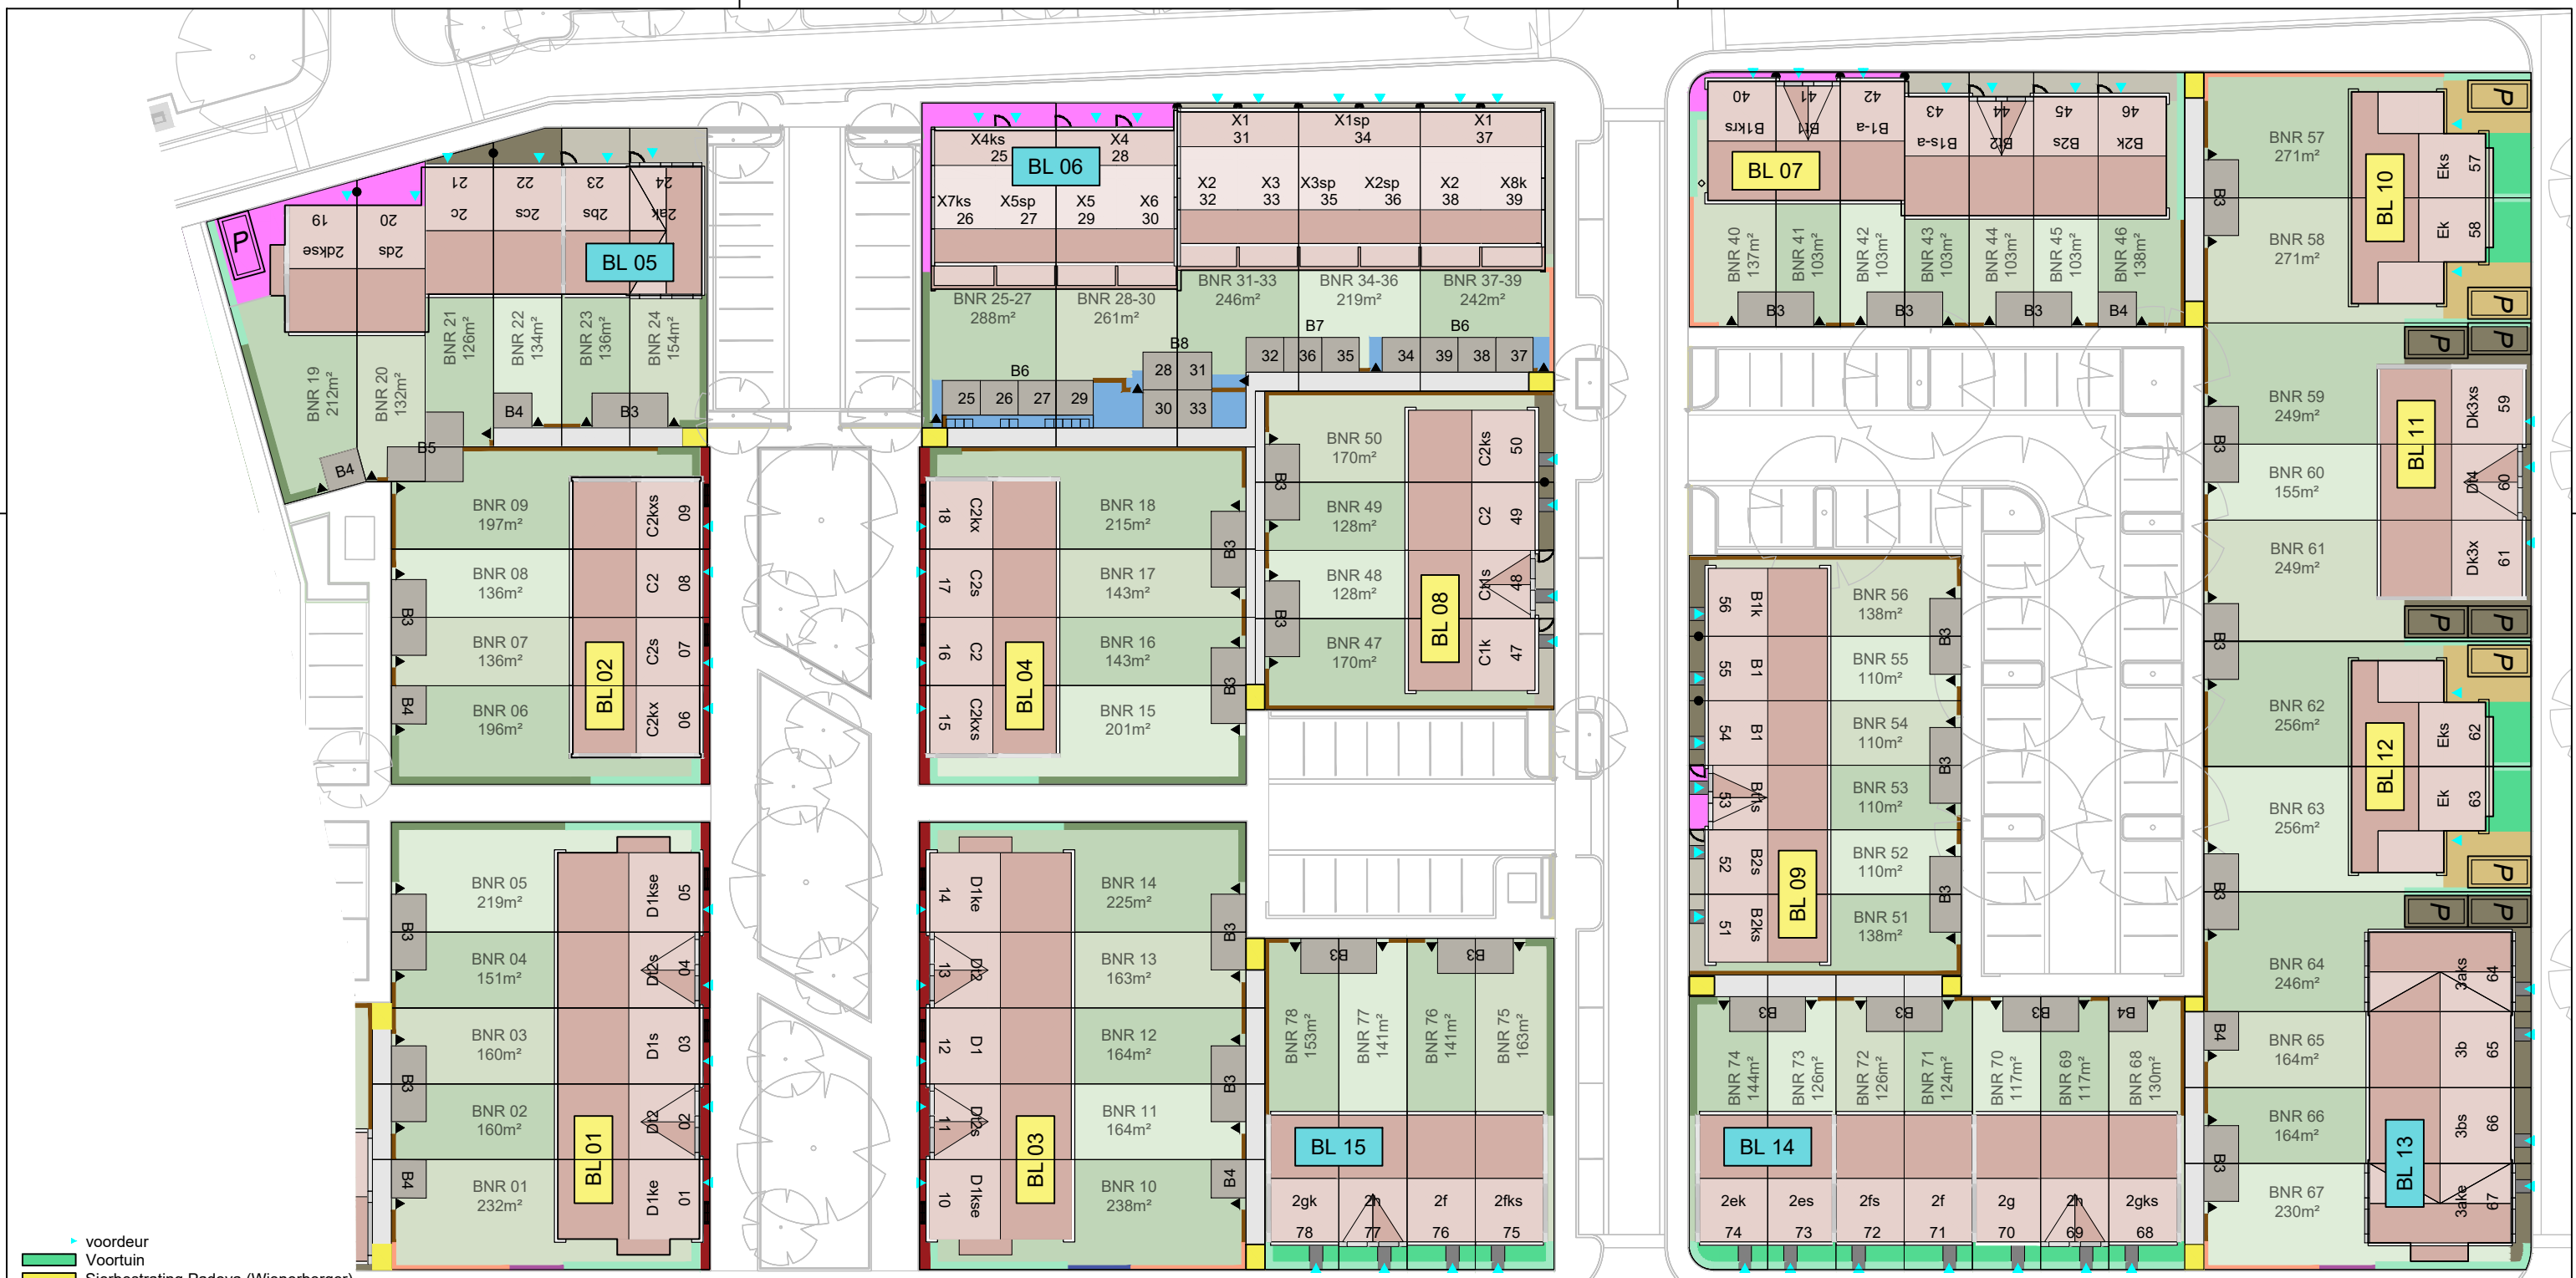 19
2dkse
20
2ds
21
2c
22
2cs
23
2bs
24
2ak
BL 05
P
BNR 19
212m²
BNR 20
132m²
BNR 21
126m²
BNR 22
134m²
BNR 23
136m²
BNR 24
154m²
B4
B5
B4
B3
X4ks
25
X4
28
BL 06
X7ks
26
X5sp
27
X5
29
X6
30
X1
31
X1sp
34
X1
37
X2
32
X3
33
X3sp
35
X2sp
36
X2
38
X8k
39
BNR 25-27
288m²
BNR 28-30
261m²
BNR 31-33
246m²
BNR 34-36
219m²
BNR 37-39
242m²
B6
25 26 27 29
B8
28 31
30 33
B7
32 36 35
B6
34 39 38 37
40
B1krs
41
Bt1
42
B1-a
43
B1s-a
44
Bt2
45
B2s
46
B2k
BL 07
BNR 40
137m²
BNR 41
103m²
BNR 42
103m²
BNR 43
103m²
BNR 44
103m²
BNR 45
103m²
BNR 46
138m²
B3
B3
B3
B4
BNR 57
271m²
BNR 58
271m²
B3
BL 10
Eks
57
Ek
58
P
P
P
P
BNR 59
249m²
BNR 60
155m²
BNR 61
249m²
B3
B3
BL 11
Dk3xs
59
Dt4
60
Dk3x
61
P
P
P
BNR 62
256m²
BNR 63
256m²
B3
BL 12
Eks
62
Ek
63
P
P
P
BNR 64
246m²
BNR 65
164m²
BNR 66
164m²
BNR 67
230m²
B4
B3
BL 13
3aks
64
3b
65
3bs
66
3ake
67
BNR 09
197m²
BNR 08
136m²
BNR 07
136m²
BNR 06
196m²
B3
B4
BL 02
C2kxs
09
C2
08
C2s
07
C2kx
06
18
C2kx
17
C2s
16
C2
15
C2kxs
BL 04
BNR 18
215m²
BNR 17
143m²
BNR 16
143m²
BNR 15
201m²
B3
B3
BNR 50
170m²
BNR 49
128m²
BNR 48
128m²
BNR 47
170m²
B3
B3
BL 08
C2ks
50
C2
49
Ct1s
48
C1k
47
56
B1k
55
B1
54
B1
53
Bt1s
52
B2s
51
B2ks
BL 09
BNR 56
138m²
BNR 55
110m²
BNR 54
110m²
BNR 53
110m²
BNR 52
110m²
BNR 51
138m²
B3
B3
B3
BNR 05
219m²
BNR 04
151m²
BNR 03
160m²
BNR 02
160m²
BNR 01
232m²
B3
B3
B4
BL 01
D1kse
05
Dt2s
04
D1s
03
Dt2
02
D1ke
01
14
D1ke
13
Dt2
12
D1
11
Dt2s
10
D1kse
BL 03
BNR 14
225m²
BNR 13
163m²
BNR 12
164m²
BNR 11
164m²
BNR 10
238m²
B3
B3
B4
B3
B3
BNR 78
153m²
BNR 77
141m²
BNR 76
141m²
BNR 75
163m²
BL 15
2gk
78
2h
77
2f
76
2fks
75
B3
B3
B3
B4
BNR 74
144m²
BNR 73
126m²
BNR 72
126m²
BNR 71
124m²
BNR 70
117m²
BNR 69
117m²
BNR 68
130m²
BL 14
2ek
74
2es
73
2fs
72
2f
71
2g
70
2h
69
2gks
68
voordeur
Voortuin
Sierbestrating Padova (Wienerberger)